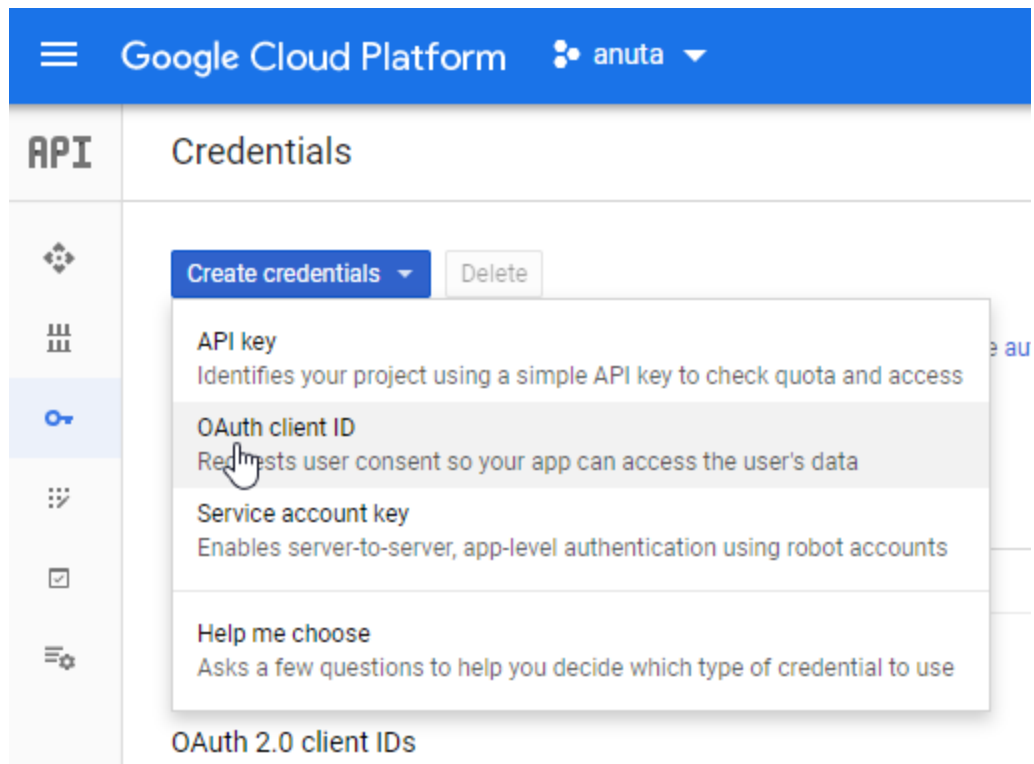 Google Cloud Platform anuta
API Credentials
Create credentials Delete
API key
Identifies your project using a simple API key to check quota and access
OAuth client ID
Requests user consent so your app can access the user's data
Service account key
Enables server-to-server, app-level authentication using robot accounts
Help me choose
Asks a few questions to help you decide which type of credential to use
OAuth 2.0 client IDs